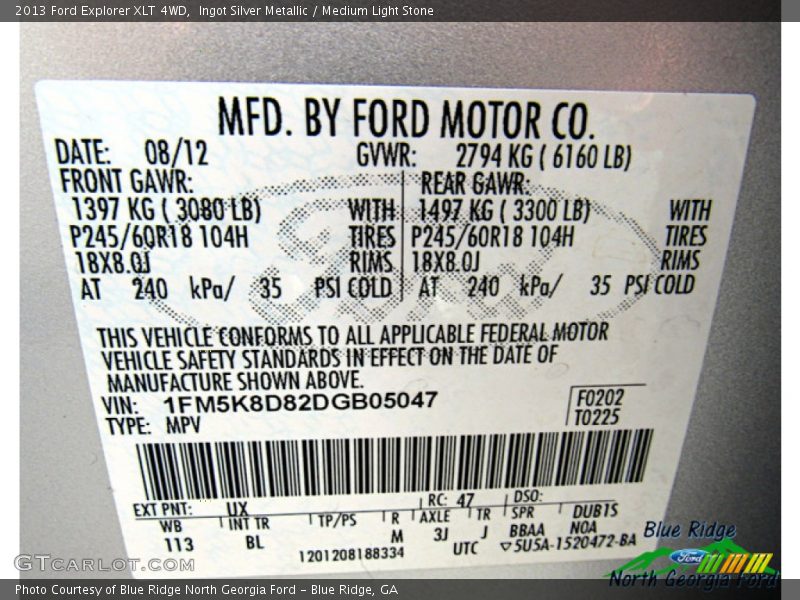 2013 Ford Explorer XLT 4WD,  Ingot Silver Metallic / Medium Light Stone
MFD. BY FORD MOTOR CO.
DATE: 08/12 GVWR: 2794 KG ( 6160 LB)
FRONT GAWR: REAR GAWR:
1397 KG ( 3080 LB) WITH 1497 KG ( 3300 LB) WITH
P245/60R18 104H TIRES P245/60R18 104H TIRES
18X8.0J RIMS 18X8.0J RIMS
AT 240 kPa/ 35 PSI COLD AT 240 kPa/ 35 PSI COLD
THIS VEHICLE CONFORMS TO ALL APPLICABLE FEDERAL MOTOR
VEHICLE SAFETY STANDARDS IN EFFECT ON THE DATE OF
MANUFACTURE SHOWN ABOVE.
VIN: 1FM5K8D82DGB05047 F0202
TYPE: MPV T0225
EXT PNT: UX RC: 47 DSO:
WB INT TR TP/PS R AXLE TR SPR DUB1S
113 BL M 3J J BBAA NOA
1201208188334 UTC ▽5U5A-1520472-BA
Ford
Blue Ridge
Ford
North Georgia Ford
GTCarLot.com
Photo Courtesy of Blue Ridge North Georgia Ford – Blue Ridge, GA